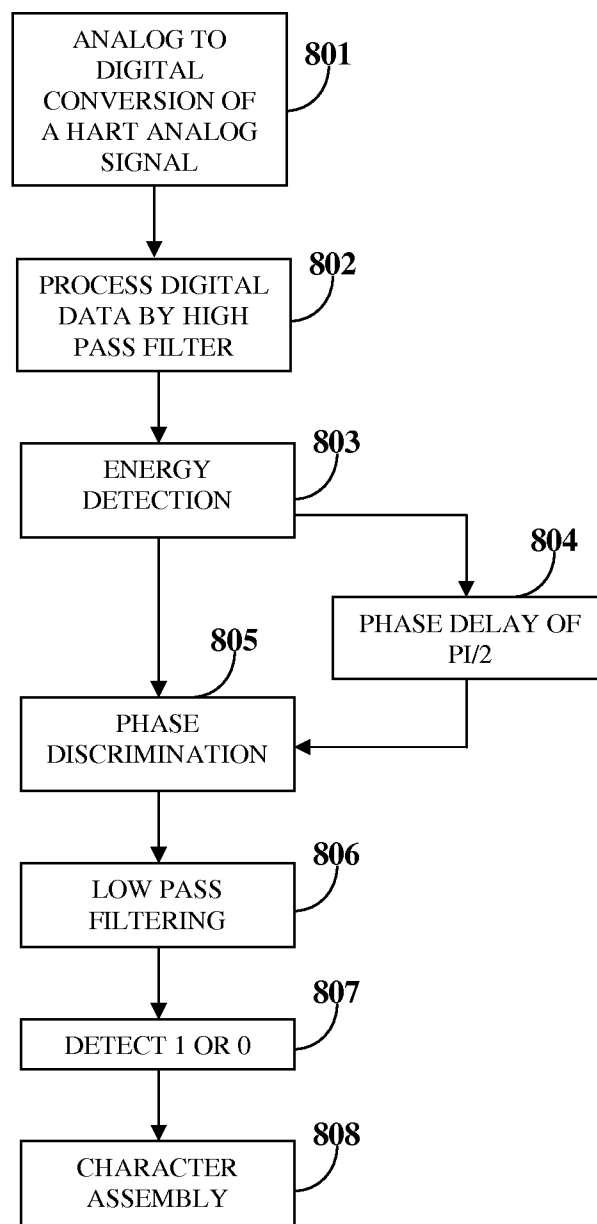 ANALOG TO
DIGITAL
CONVERSION OF
A HART ANALOG
SIGNAL
801
PROCESS DIGITAL
DATA BY HIGH
PASS FILTER
802
ENERGY
DETECTION
803
804
PHASE DELAY OF
PI/2
805
PHASE
DISCRIMINATION
806
LOW PASS
FILTERING
807
DETECT 1 OR 0
808
CHARACTER
ASSEMBLY